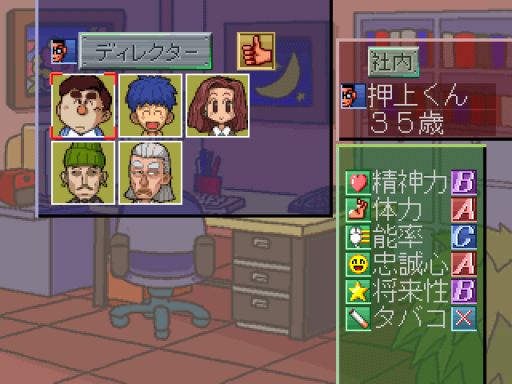 ディレクター
社内
押上くん
３５歳
精神力 B
体力 A
能率 C
忠誠心 A
将来性 B
タバコ ×